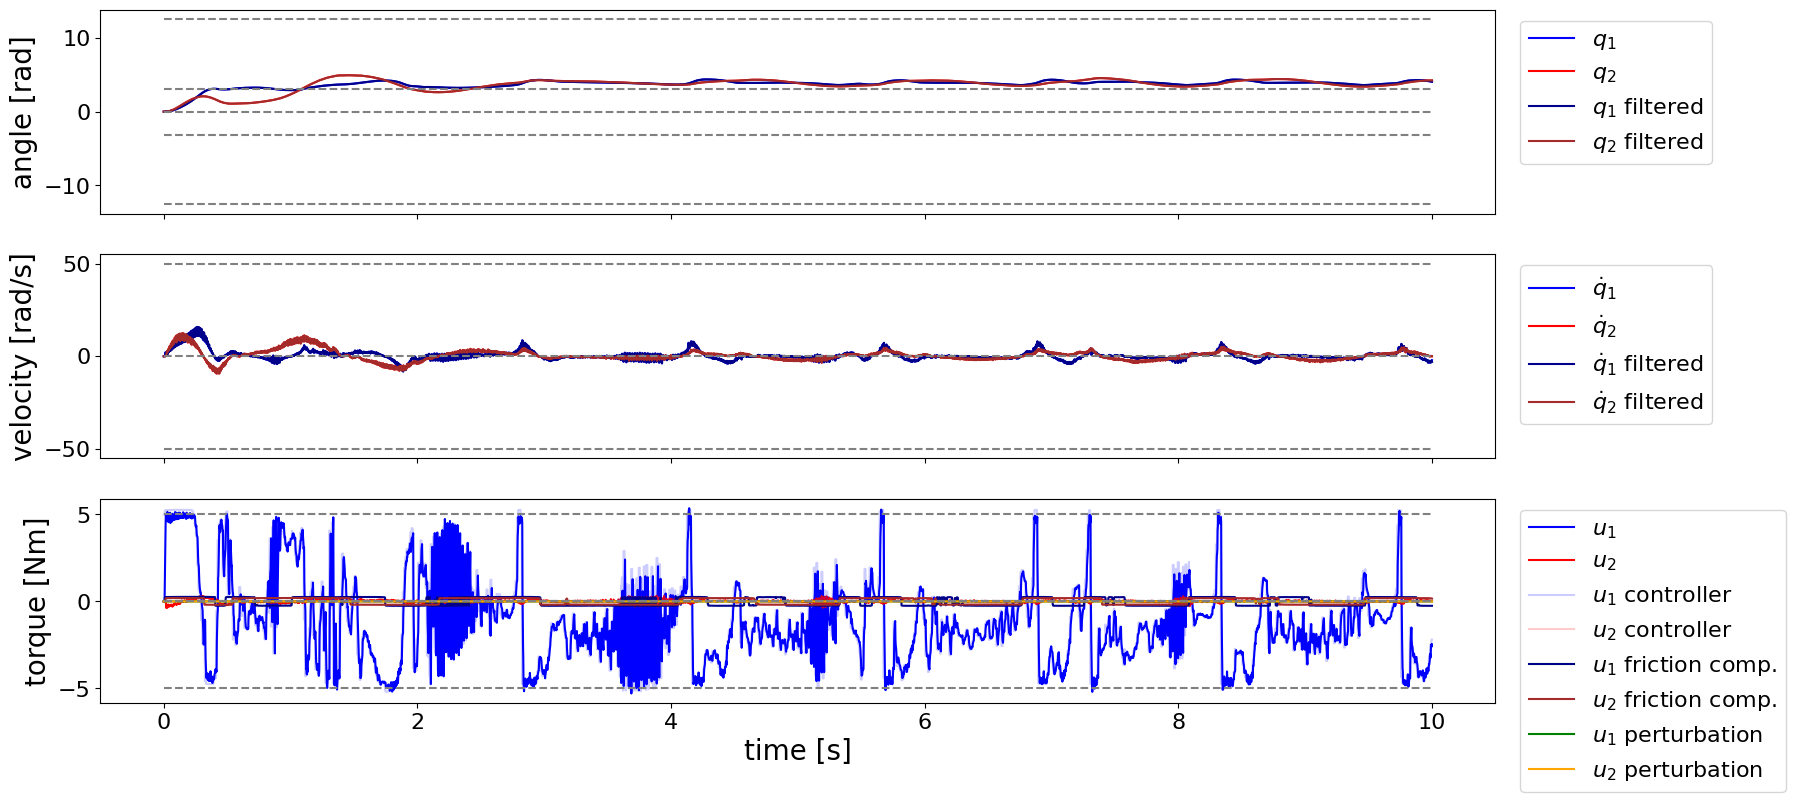 angle [rad]
10
0
−10
q₁
q₂
q₁ filtered
q₂ filtered
velocity [rad/s]
50
0
−50
q̇₁
q̇₂
q̇₁ filtered
q̇₂ filtered
torque [Nm]
5
0
−5
0 2 4 6 8 10
time [s]
u₁
u₂
u₁ controller
u₂ controller
u₁ friction comp.
u₂ friction comp.
u₁ perturbation
u₂ perturbation